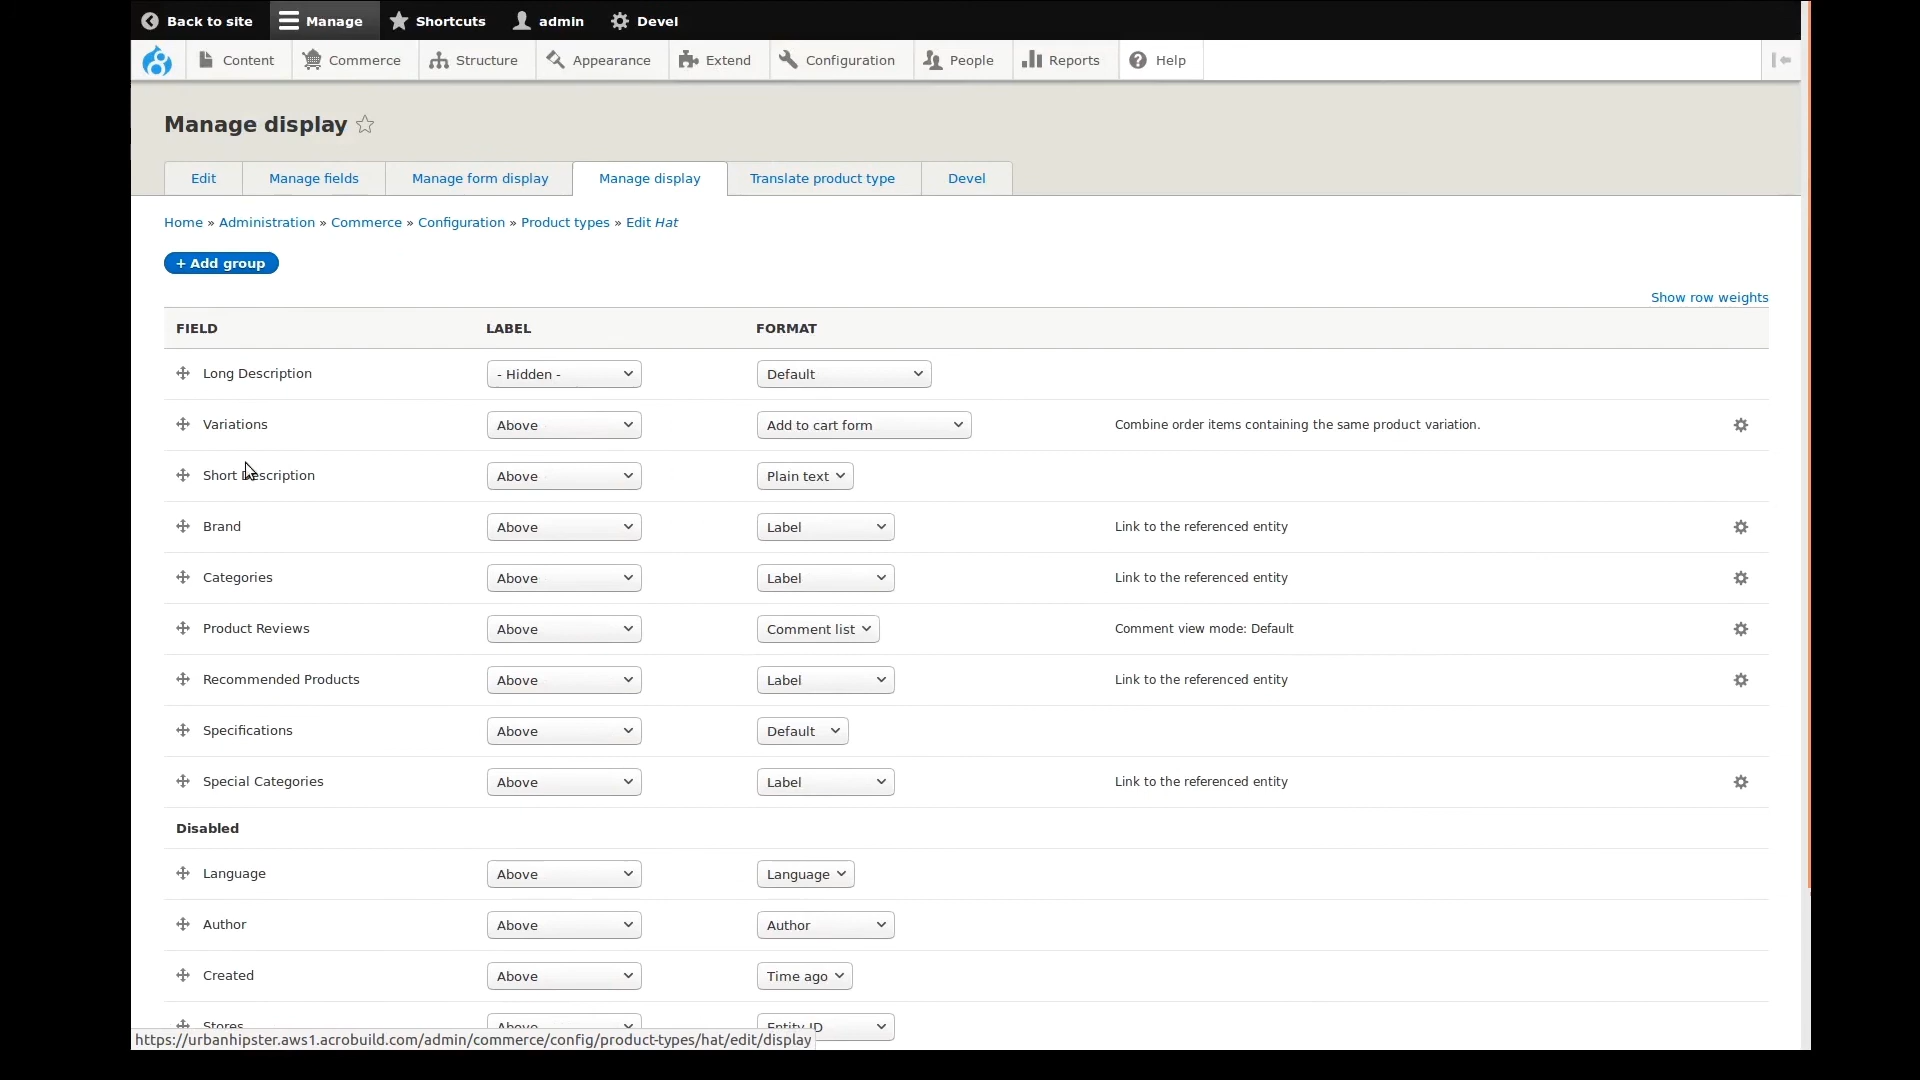 Back to site Manage Shortcuts admin Devel
Content Commerce Structure Appearance Extend Configuration People Reports Help
Manage display
Edit Manage fields Manage form display Manage display Translate product type Devel
Home » Administration » Commerce » Configuration » Product types » Edit Hat
+ Add group
Show row weights
FIELD LABEL FORMAT
Long Description - Hidden - Default
Variations Above Add to cart form Combine order items containing the same product variation.
Short Description Above Plain text
Brand Above Label Link to the referenced entity
Categories Above Label Link to the referenced entity
Product Reviews Above Comment list Comment view mode: Default
Recommended Products Above Label Link to the referenced entity
Specifications Above Default
Special Categories Above Label Link to the referenced entity
Disabled
Language Above Language
Author Above Author
Created Above Time ago
Stores Above Entity ID
https://urbanhipster.aws1.acrobuild.com/admin/commerce/config/product-types/hat/edit/display